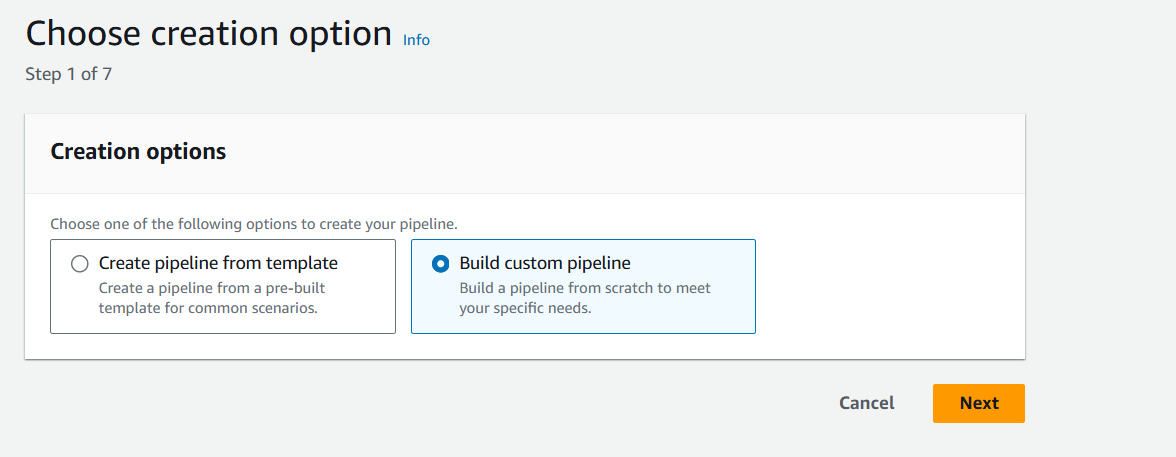 Choose creation option Info
Step 1 of 7
Creation options
Choose one of the following options to create your pipeline.
Create pipeline from template
Create a pipeline from a pre-built
template for common scenarios.
Build custom pipeline
Build a pipeline from scratch to meet
your specific needs.
Cancel
Next